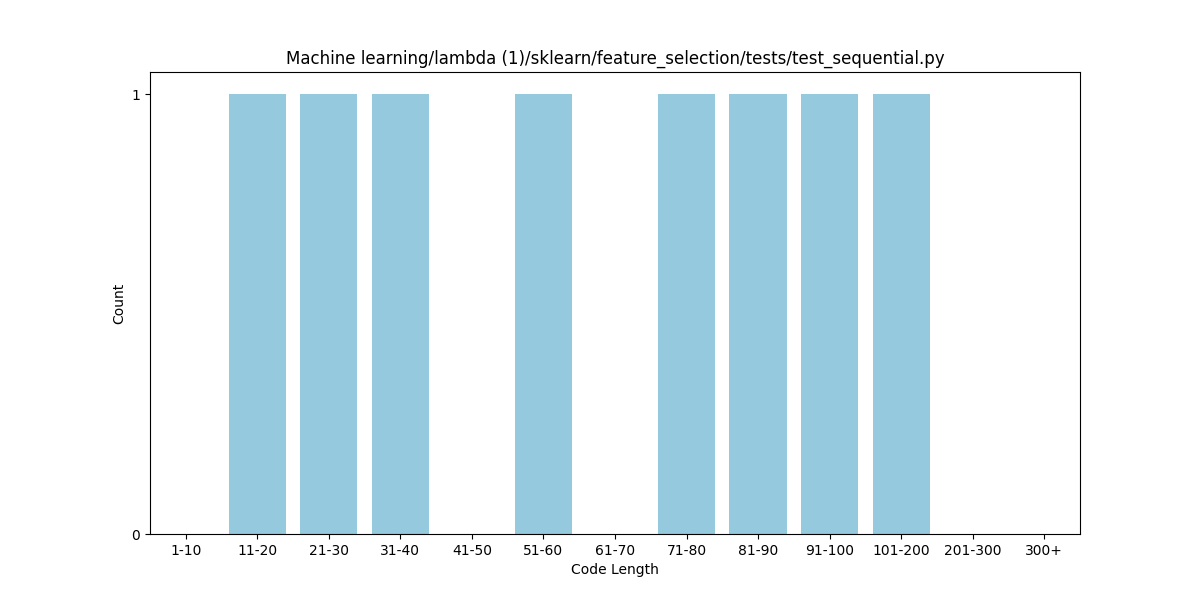 Machine learning/lambda (1)/sklearn/feature_selection/tests/test_sequential.py
1
Count
0
1-10 11-20 21-30 31-40 41-50 51-60 61-70 71-80 81-90 91-100 101-200 201-300 300+
Code Length